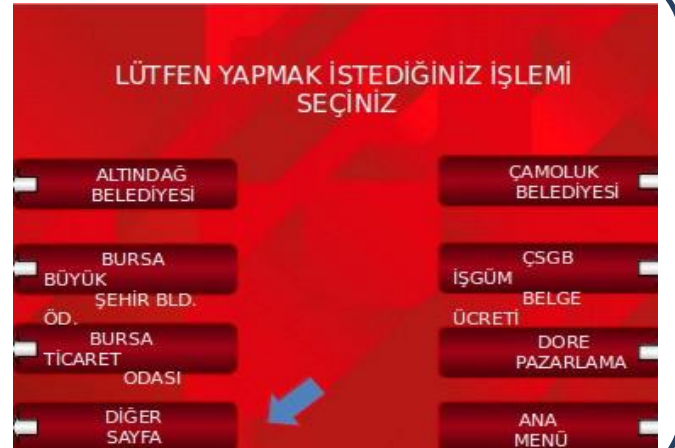 LÜTFEN YAPMAK İSTEDİĞİNİZ İŞLEMİ
SEÇİNİZ
ALTINDAĞ
BELEDİYESİ
ÇAMOLUK
BELEDİYESİ
BURSA
BÜYÜK
ŞEHİR BLD.
ÖD.
ÇSGB
İŞGÜM
BELGE
ÜCRETİ
BURSA
TİCARET
ODASI
DORE
PAZARLAMA
DİĞER
SAYFA
ANA
MENÜ